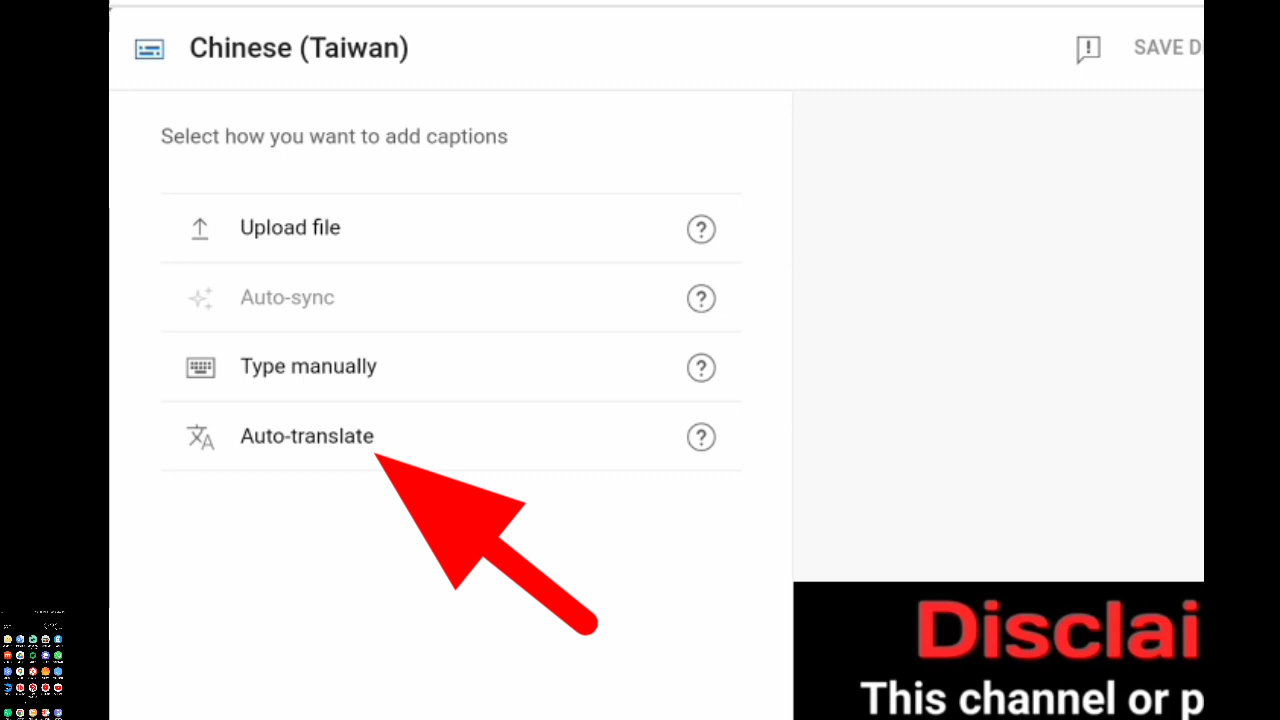 Chinese (Taiwan)
SAVE D
Select how you want to add captions
Upload file
Auto-sync
Type manually
Auto-translate
Disclai
This channel or p